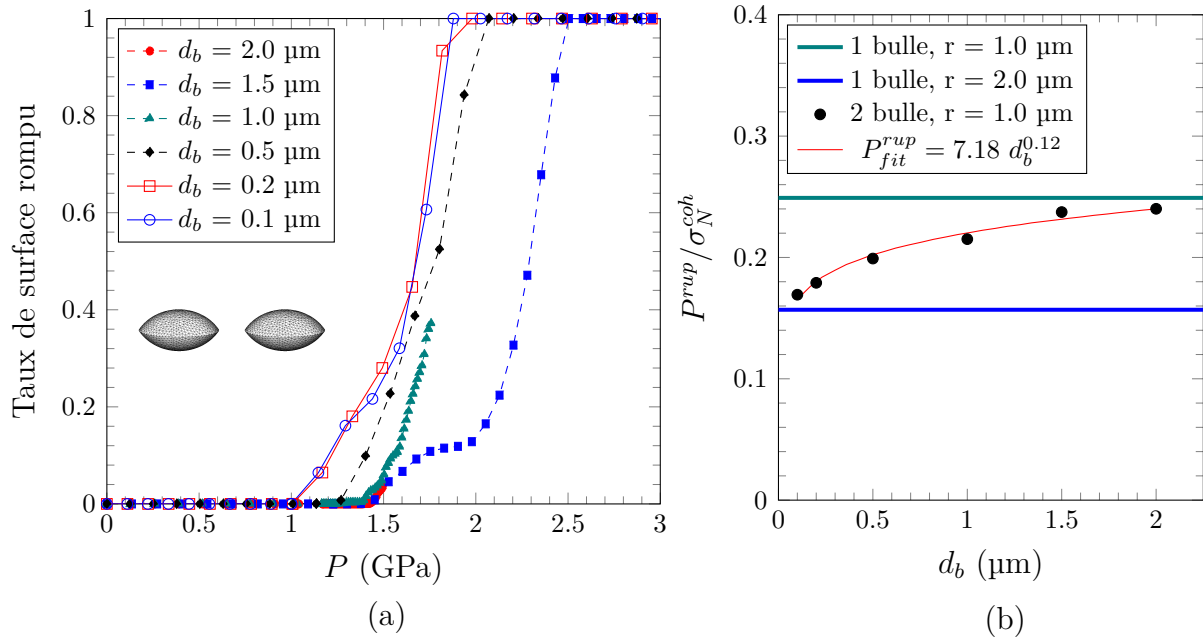 1
0.8
0.6
0.4
0.2
0
0
0.5
1
1.5
2
2.5
3
Taux de surface rompu
P (GPa)
d_b = 2.0 µm
d_b = 1.5 µm
d_b = 1.0 µm
d_b = 0.5 µm
d_b = 0.2 µm
d_b = 0.1 µm
(a)
0.4
0.3
0.2
0.1
0
0
0.5
1
1.5
2
P^{rup}/σ_N^{coh}
d_b (µm)
1 bulle, r = 1.0 µm
1 bulle, r = 2.0 µm
2 bulle, r = 1.0 µm
P_{fit}^{rup} = 7.18 d_b^{0.12}
(b)